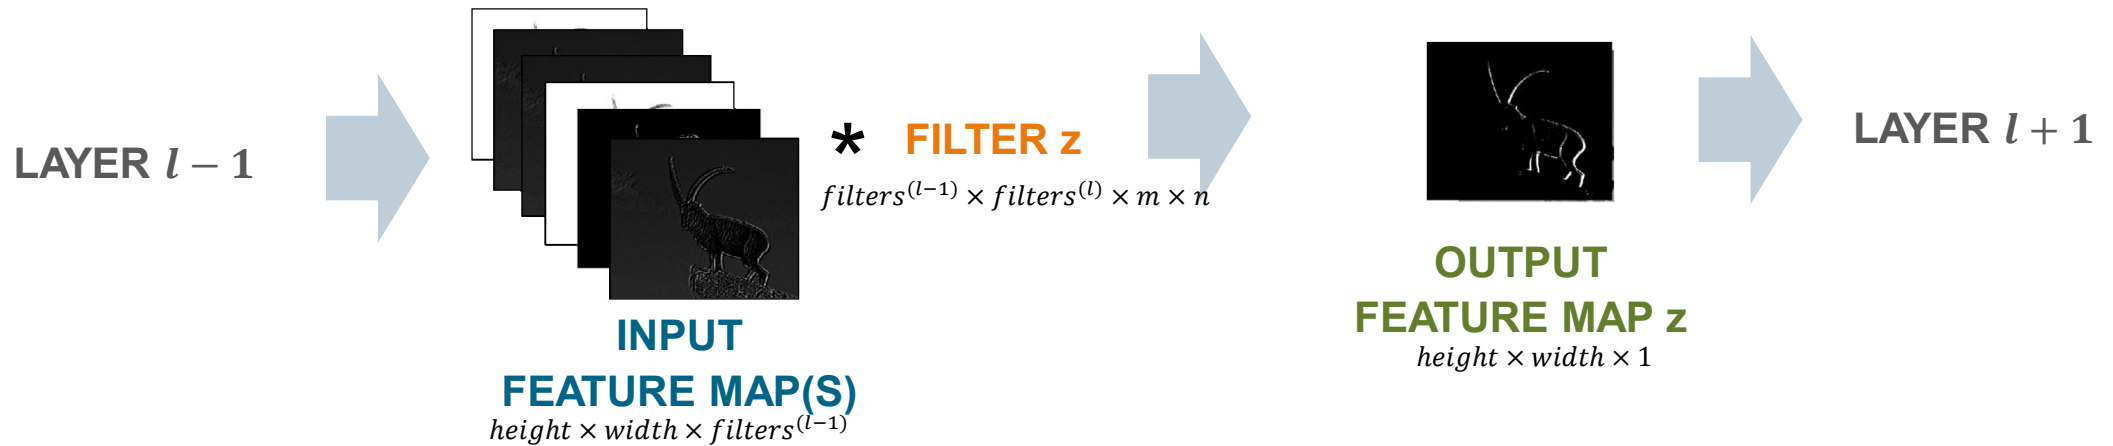 LAYER l − 1
INPUT
FEATURE MAP(S)
height × width × filters^(l−1)
* FILTER z
filters^(l−1) × filters^(l) × m × n
OUTPUT
FEATURE MAP z
height × width × 1
LAYER l + 1